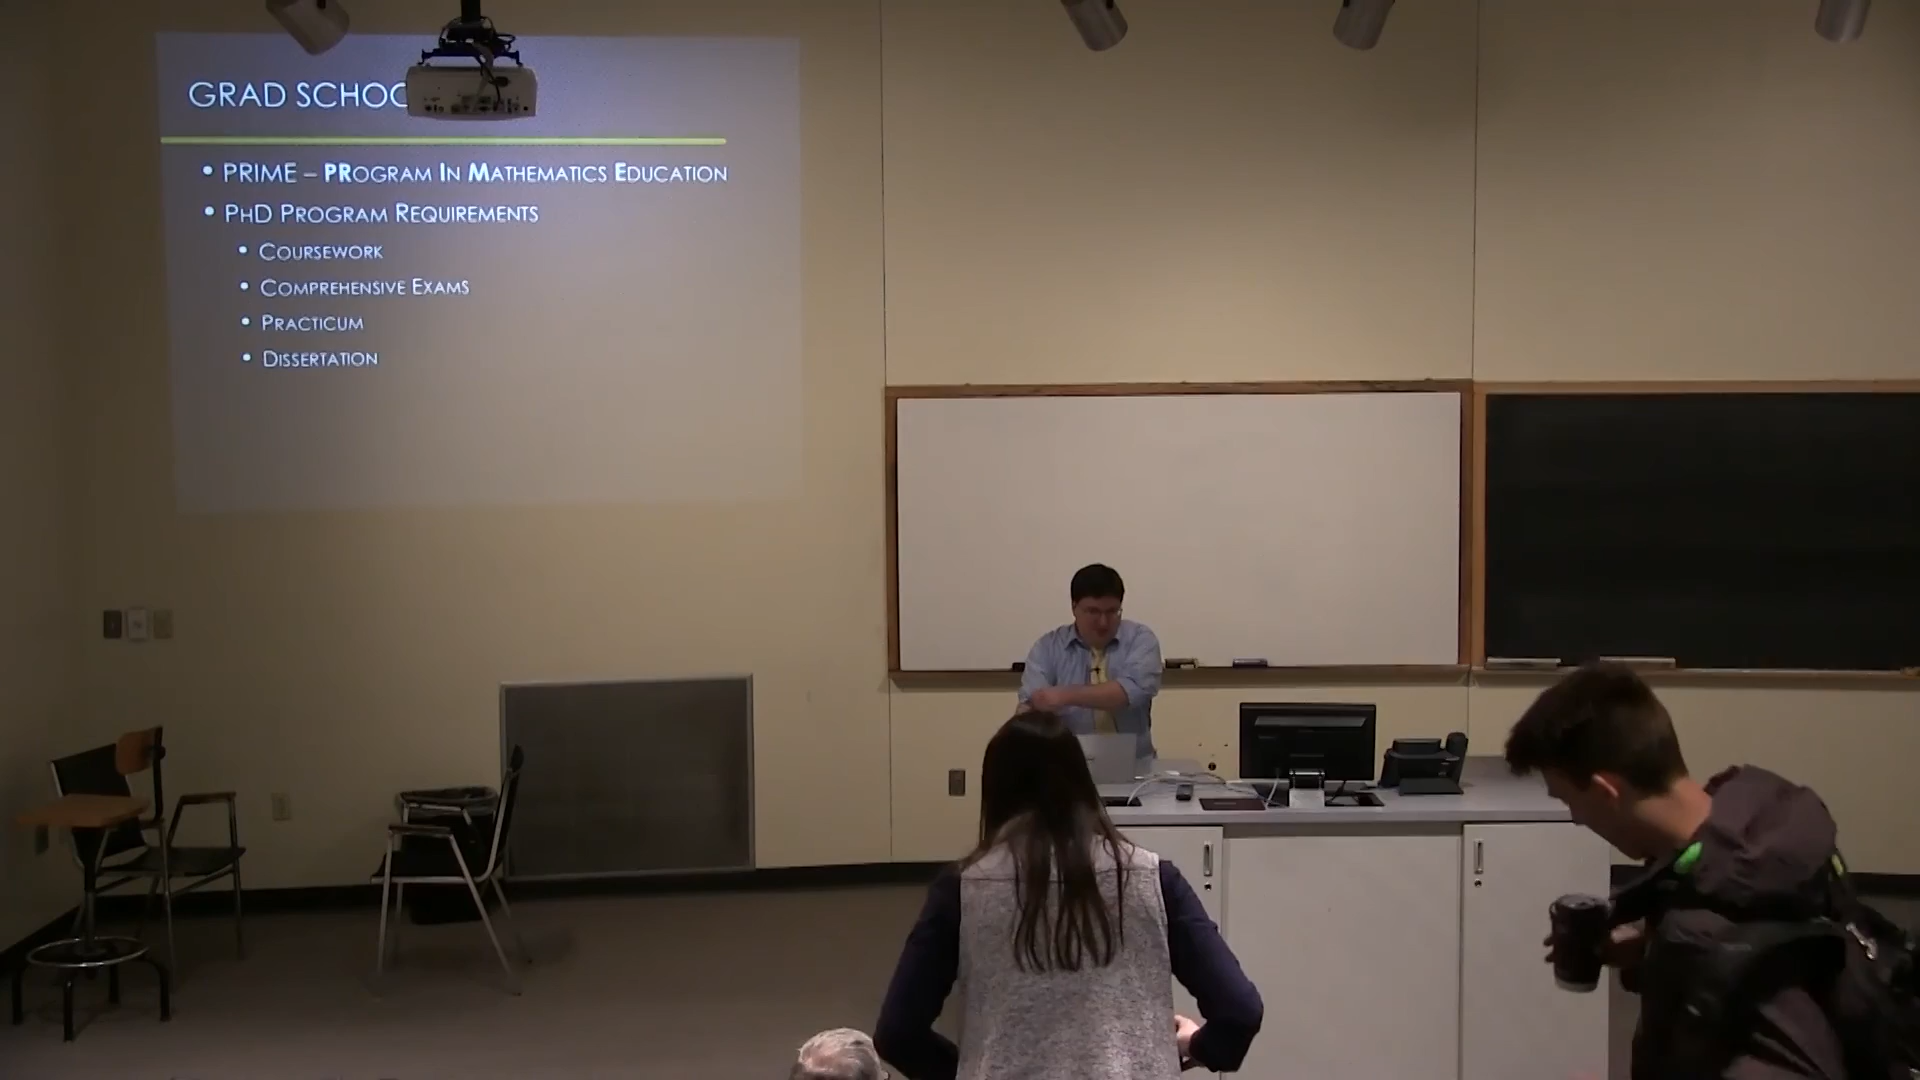 GRAD SCHOO
• PRIME – PROGRAM IN MATHEMATICS EDUCATION
• PHD PROGRAM REQUIREMENTS
• COURSEWORK
• COMPREHENSIVE EXAMS
• PRACTICUM
• DISSERTATION